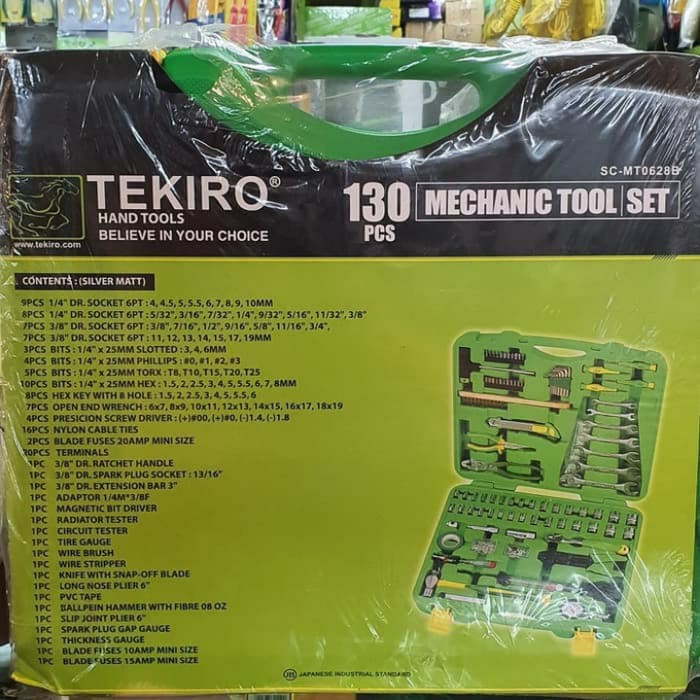 SC-MT0628B
TEKIRO®
HAND TOOLS
BELIEVE IN YOUR CHOICE
www.tekiro.com
130
PCS
MECHANIC TOOL SET
CONTENTS : (SILVER MATT)
9PCS 1/4" DR. SOCKET 6PT : 4, 4.5, 5, 5.5, 6, 7, 8, 9, 10MM
8PCS 1/4" DR. SOCKET 6PT : 5/32", 3/16", 7/32", 1/4", 9/32", 5/16", 11/32", 3/8"
7PCS 3/8" DR. SOCKET 6PT : 3/8", 7/16", 1/2", 9/16", 5/8", 11/16", 3/4",
7PCS 3/8" DR. SOCKET 6PT : 11, 12, 13, 14, 15, 17, 19MM
3PCS BITS : 1/4" x 25MM SLOTTED : 3, 4, 6MM
4PCS BITS : 1/4" x 25MM PHILLIPS : #0, #1, #2, #3
5PCS BITS : 1/4" x 25MM TORX : T8, T10, T15, T20, T25
10PCS BITS : 1/4" x 25MM HEX : 1.5, 2, 2.5, 3, 4, 5, 5.5, 6, 7, 8MM
8PCS HEX KEY WITH B HOLE : 1.5, 2, 2.5, 3, 4, 5, 5.5, 6
7PCS OPEN END WRENCH : 6x7, 8x9, 10x11, 12x13, 14x15, 16x17, 18x19
4PCS PRESICION SCREW DRIVER : (+)#00, (+)#0, (-)1.4, (-)1.8
16PCS NYLON CABLE TIES
2PCS BLADE FUSES 20AMP MINI SIZE
20PCS TERMINALS
1PC 3/8" DR. RATCHET HANDLE
1PC 3/8" DR. SPARK PLUG SOCKET : 13/16"
1PC 3/8" DR. EXTENSION BAR 3"
1PC ADAPTOR 1/4M*3/8F
1PC MAGNETIC BIT DRIVER
1PC RADIATOR TESTER
1PC CIRCUIT TESTER
1PC TIRE GAUGE
1PC WIRE BRUSH
1PC WIRE STRIPPER
1PC KNIFE WITH SNAP-OFF BLADE
1PC LONG NOSE PLIER 6"
1PC PVC TAPE
1PC BALLPEIN HAMMER WITH FIBRE 08 OZ
1PC SLIP JOINT PLIER 6"
1PC SPARK PLUG GAP GAUGE
1PC THICKNESS GAUGE
1PC BLADE FUSES 10AMP MINI SIZE
1PC BLADE FUSES 15AMP MINI SIZE
JIS JAPANESE INDUSTRIAL STANDARD